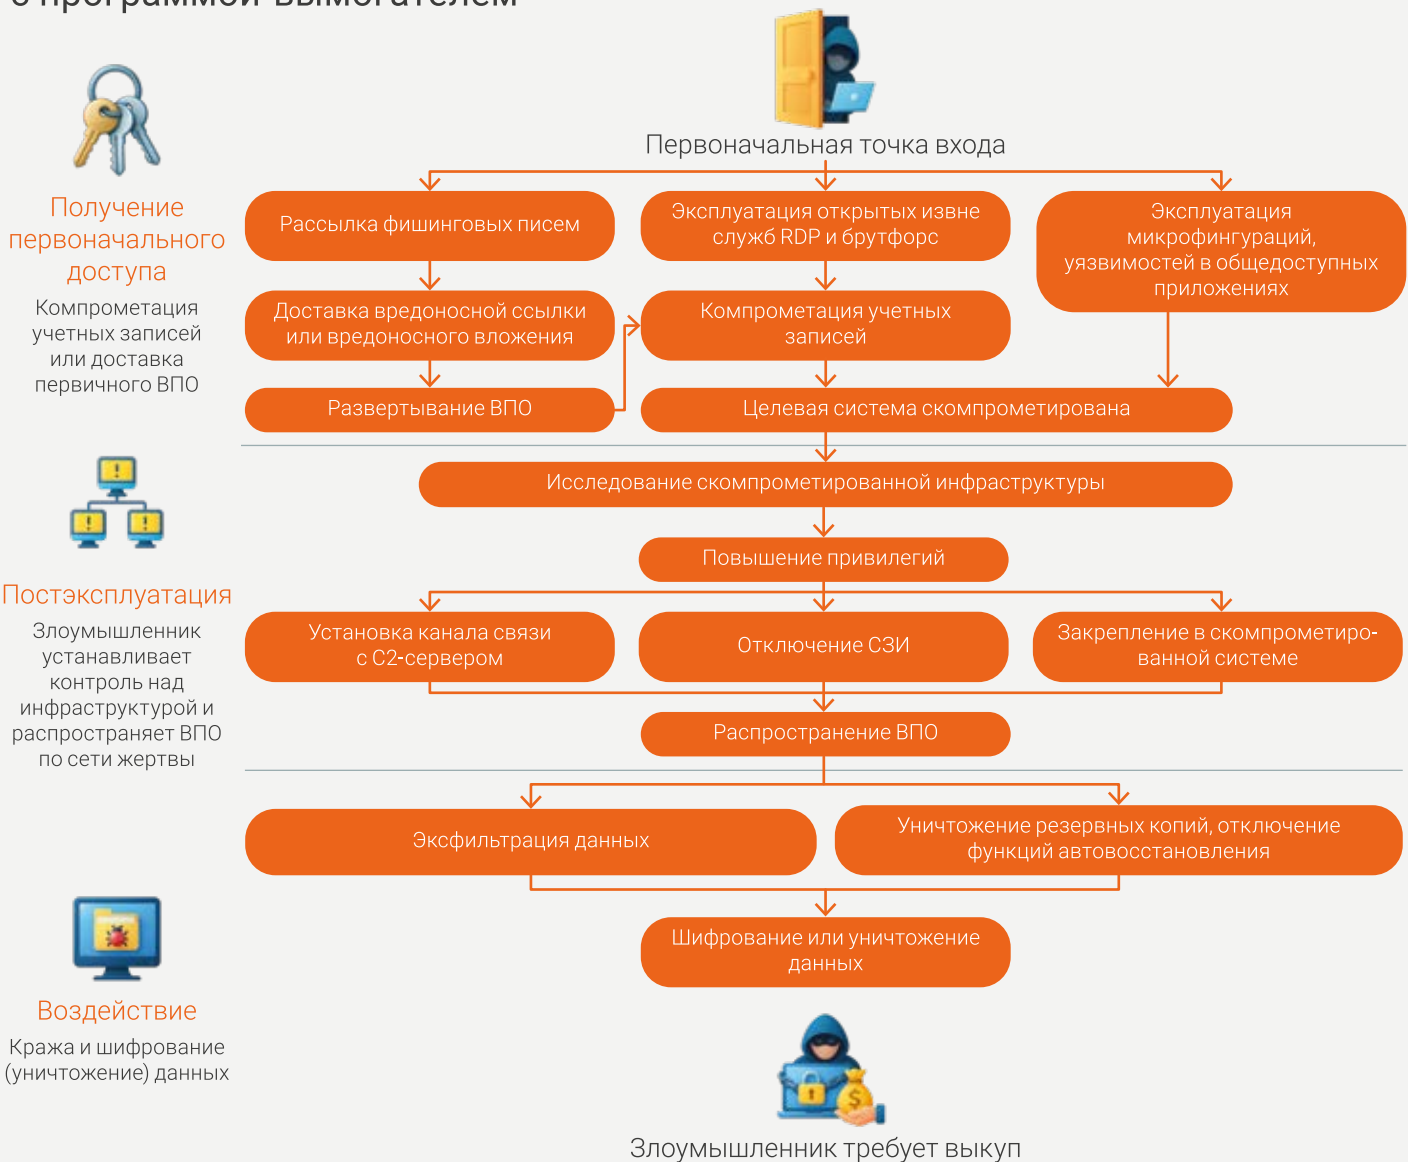 с программой-вымогателем
Первоначальная точка входа
Получение
первоначального
доступа
Компрометация
учетных записей
или доставка
первичного ВПО
Рассылка фишинговых писем
Эксплуатация открытых извне
служб RDP и брутфорс
Эксплуатация
микрофингураций,
уязвимостей в общедоступных
приложениях
Доставка вредоносной ссылки
или вредоносного вложения
Компрометация учетных
записей
Развертывание ВПО
Целевая система скомпрометирована
Постэксплуатация
Злоумышленник
устанавливает
контроль над
инфраструктурой и
распространяет ВПО
по сети жертвы
Исследование скомпрометированной инфраструктуры
Повышение привилегий
Установка канала связи
с C2-сервером
Отключение СЗИ
Закрепление в скомпрометиро-
ванной системе
Распространение ВПО
Воздействие
Кража и шифрование
(уничтожение) данных
Эксфильтрация данных
Уничтожение резервных копий, отключение
функций автовосстановления
Шифрование или уничтожение
данных
Злоумышленник требует выкуп